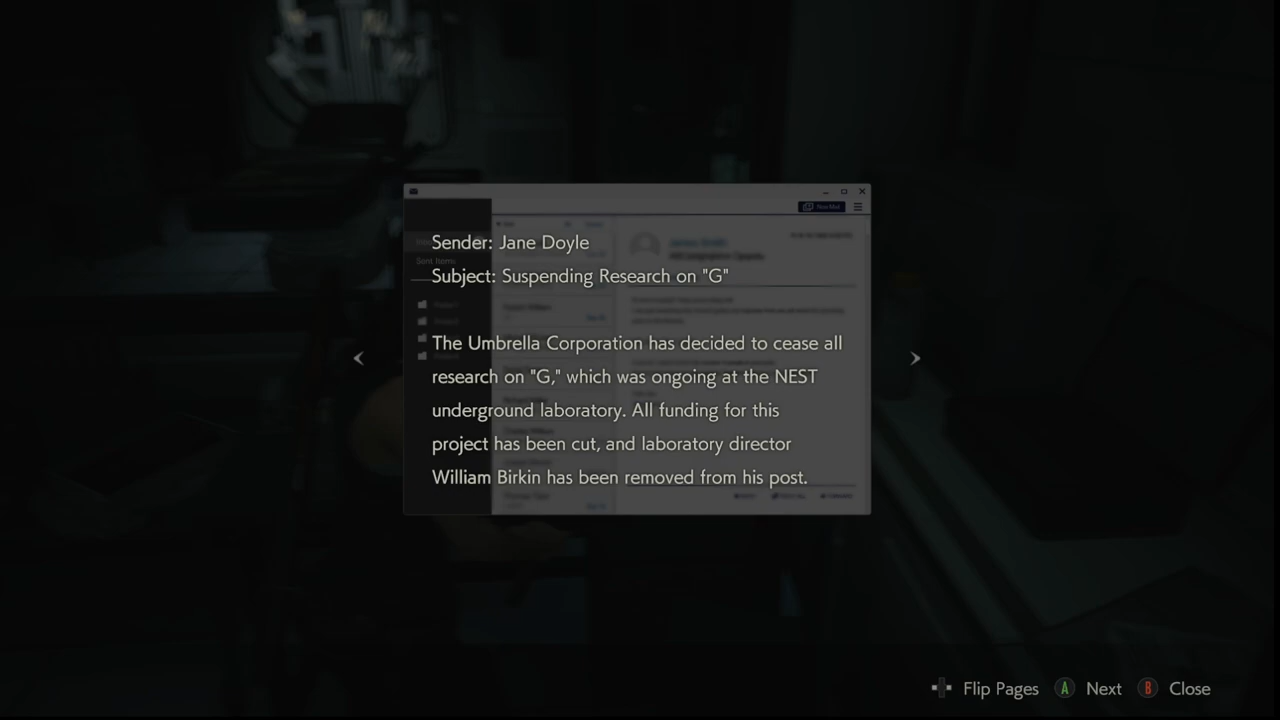 Sender: Jane Doyle
Sent Items
Subject: Suspending Research on "G"
The Umbrella Corporation has decided to cease all
research on "G," which was ongoing at the NEST
underground laboratory. All funding for this
project has been cut, and laboratory director
William Birkin has been removed from his post.
Flip Pages A Next B Close